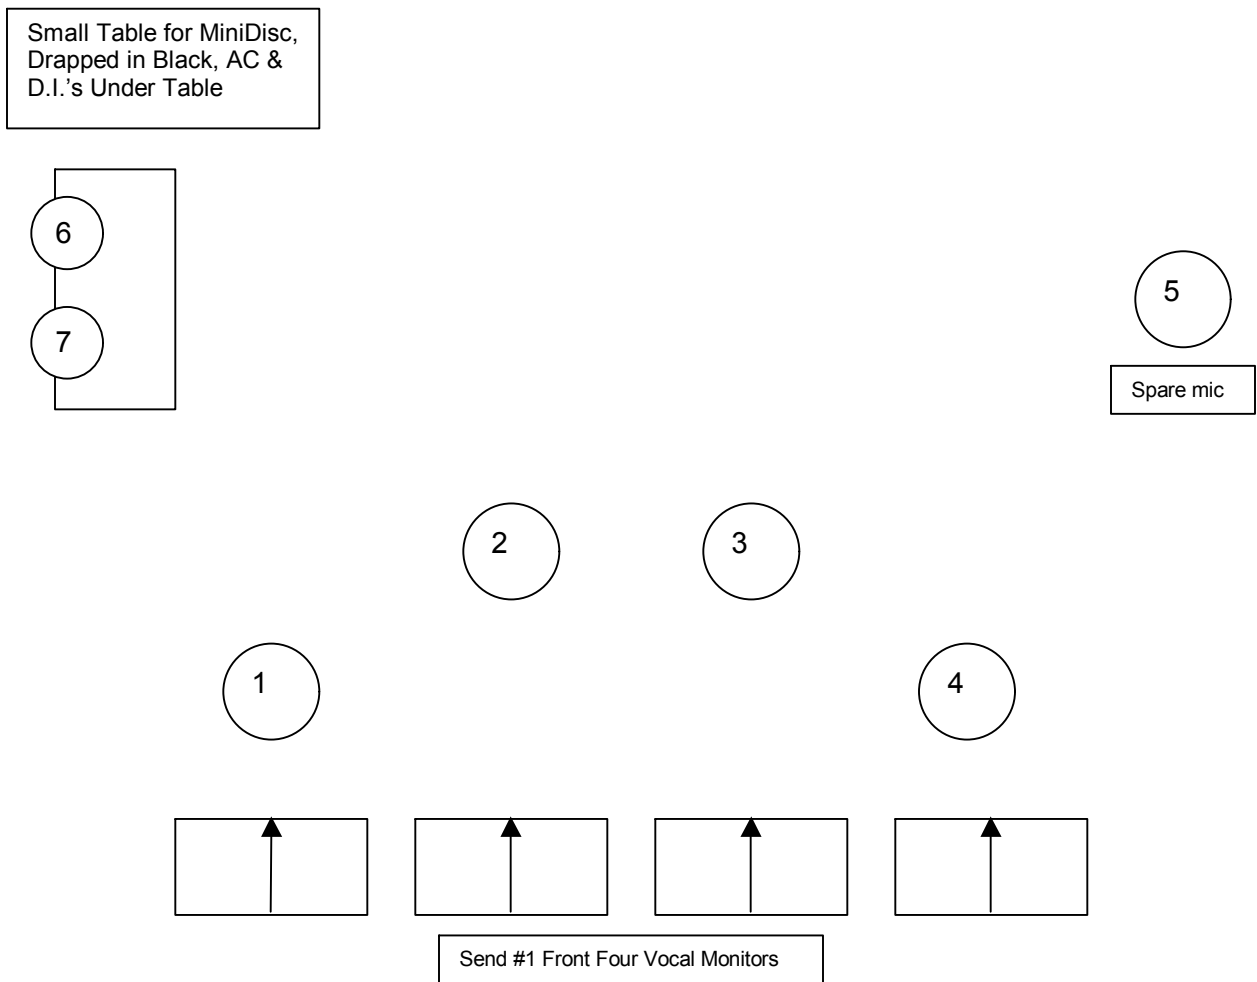 Small Table for MiniDisc,
Drapped in Black, AC &
D.I.'s Under Table
6
7
5
Spare mic
2
3
1
4
Send #1 Front Four Vocal Monitors